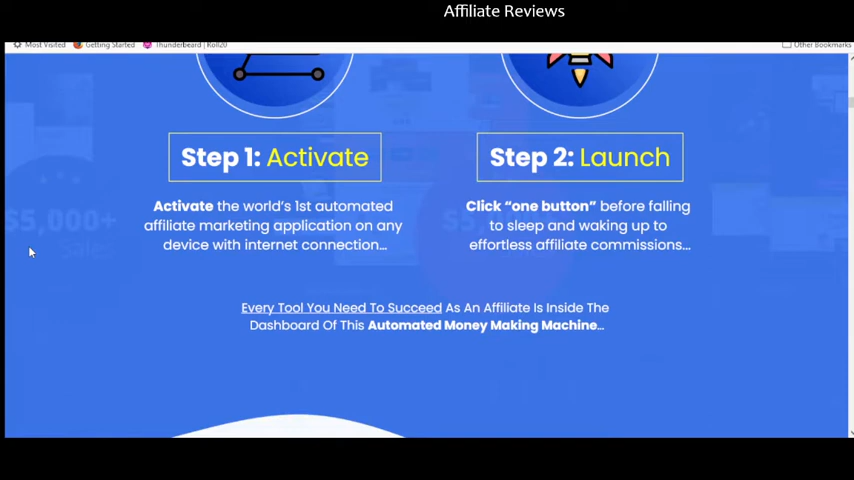 Affiliate Reviews
Most Visited Getting Started Thunderbeard | Roll20 Other Bookmarks
Step 1: Activate
Step 2: Launch
Activate the world's 1st automated
affiliate marketing application on any
device with internet connection...
Click “one button” before falling
to sleep and waking up to
effortless affiliate commissions...
$5,000+
Sales
Every Tool You Need To Succeed As An Affiliate Is Inside The
Dashboard Of This Automated Money Making Machine...